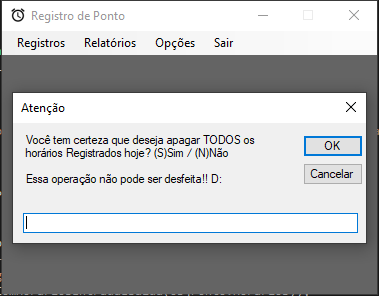 Registro de Ponto
Registros Relatórios Opções Sair
Atenção
Você tem certeza que deseja apagar TODOS os
horários Registrados hoje? (S)Sim / (N)Não
Essa operação não pode ser desfeita!! D:
OK
Cancelar